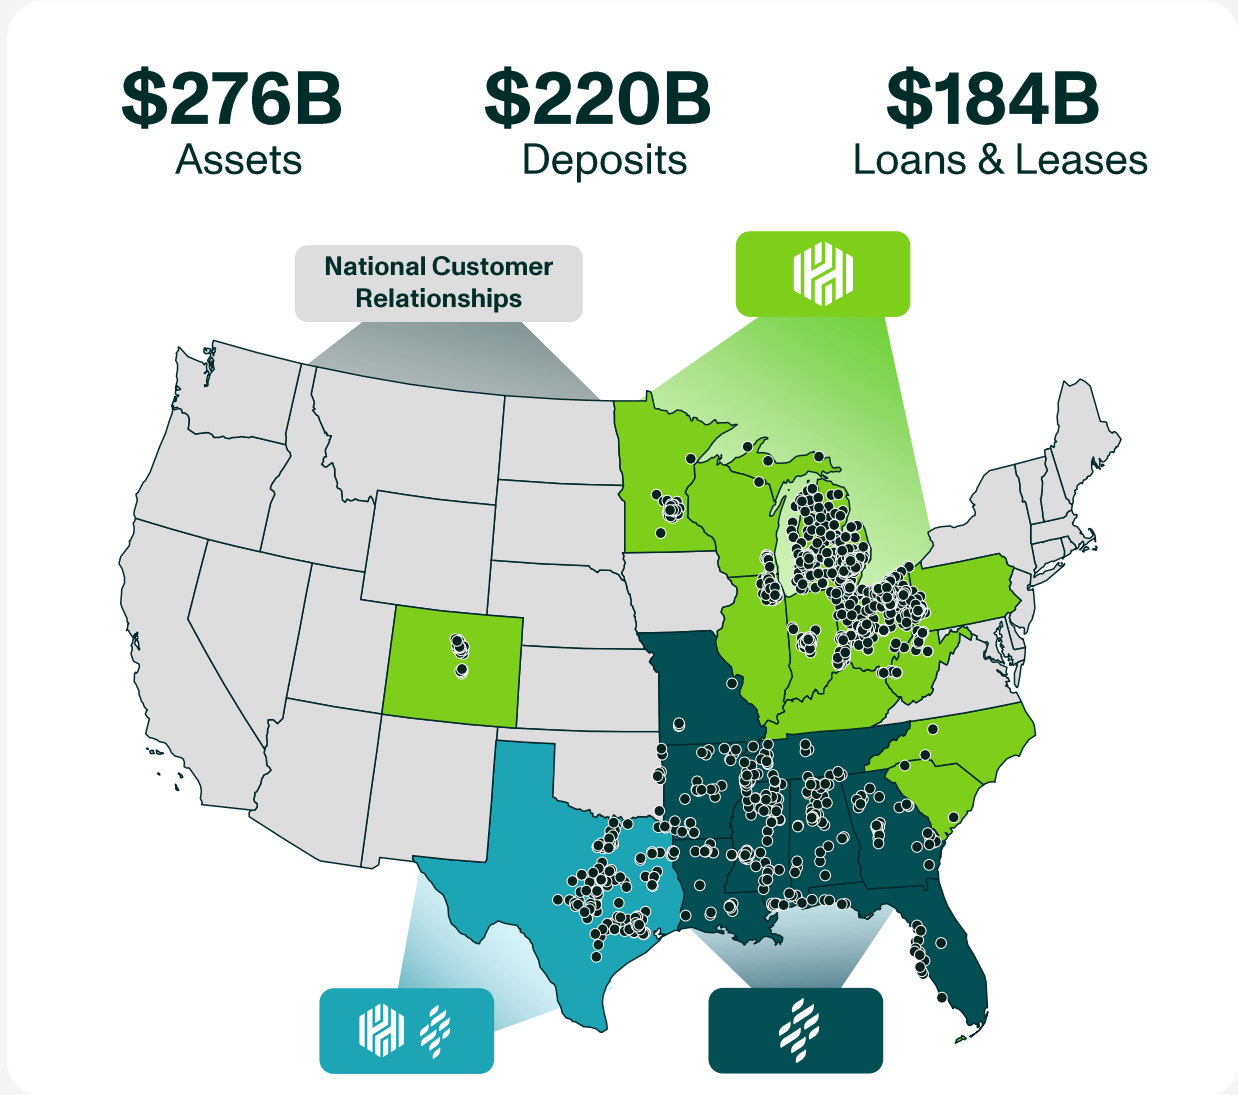 $276B
Assets
$220B
Deposits
$184B
Loans & Leases
National Customer
Relationships